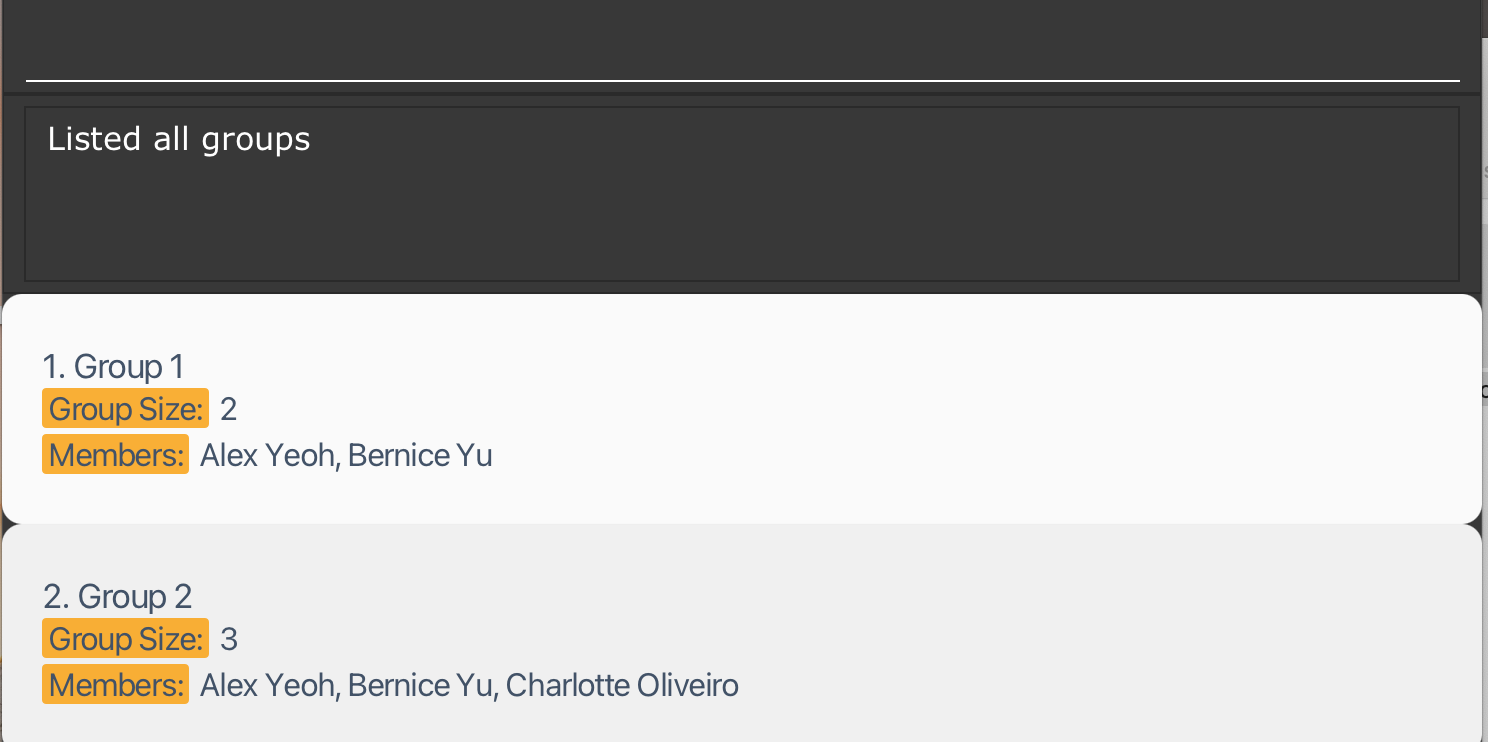 Listed all groups
1. Group 1
Group Size: 2
Members: Alex Yeoh, Bernice Yu
2. Group 2
Group Size: 3
Members: Alex Yeoh, Bernice Yu, Charlotte Oliveiro